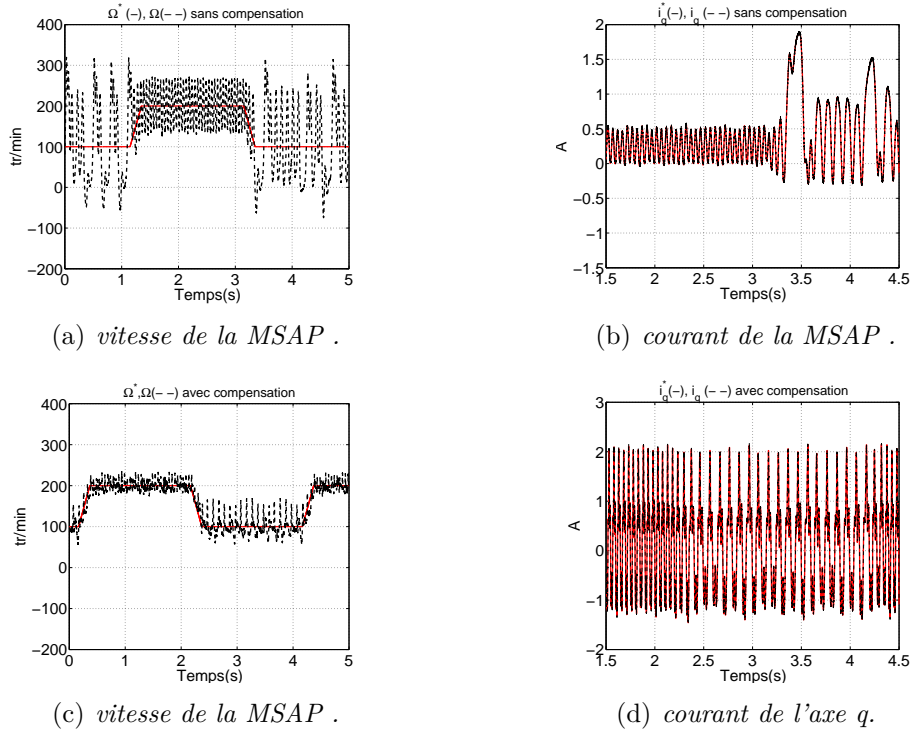 Ω* (-), Ω(- -) sans compensation
400
300
200
100
0
−100
−200
tr/min
0 1 2 3 4 5
Temps(s)
(a) vitesse de la MSAP .
i*q(-), iq (- -) sans compensation
2
1.5
1
0.5
0
−0.5
−1
−1.5
A
1.5 2 2.5 3 3.5 4 4.5
Temps(s)
(b) courant de la MSAP .
Ω*,Ω(- -) avec compensation
400
300
200
100
0
−100
−200
tr/min
0 1 2 3 4 5
Temps(s)
(c) vitesse de la MSAP .
i*q(-), iq (- -) avec compensation
3
2
1
0
−1
−2
A
1.5 2 2.5 3 3.5 4 4.5
Temps(s)
(d) courant de l'axe q.